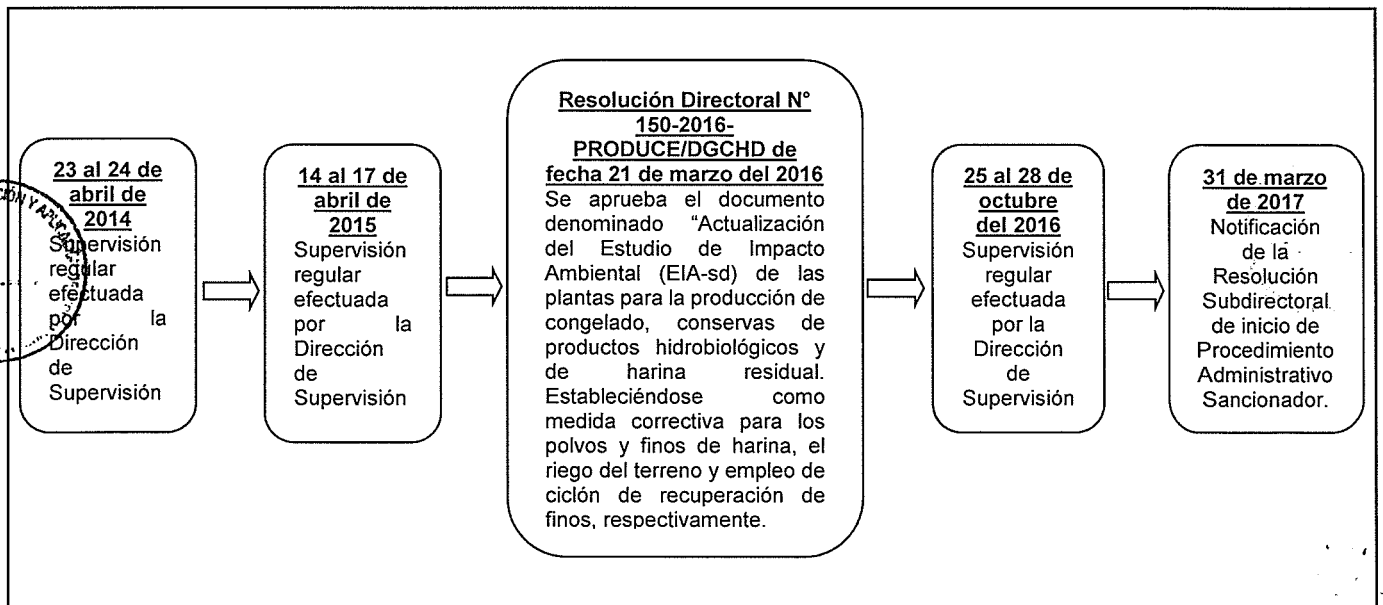 23 al 24 de
abril de
2014
Supervisión
regular
efectuada
por la
Dirección
de
Supervisión
14 al 17 de
abril de
2015
Supervisión
regular
efectuada
por la
Dirección
de
Supervisión
Resolución Directoral N°
150-2016-
PRODUCE/DGCHD de
fecha 21 de marzo del 2016
Se aprueba el documento
denominado “Actualización
del Estudio de Impacto
Ambiental (EIA-sd) de las
plantas para la producción de
congelado, conservas de
productos hidrobiológicos y
de harina residual.
Estableciéndose como
medida correctiva para los
polvos y finos de harina, el
riego del terreno y empleo de
ciclón de recuperación de
finos, respectivamente.
25 al 28 de
octubre
del 2016
Supervisión
regular
efectuada
por la
Dirección
de
Supervisión
31 de marzo
de 2017
Notificación
de la
Resolución
Subdirectoral
de inicio de
Procedimiento
Administrativo
Sancionador.